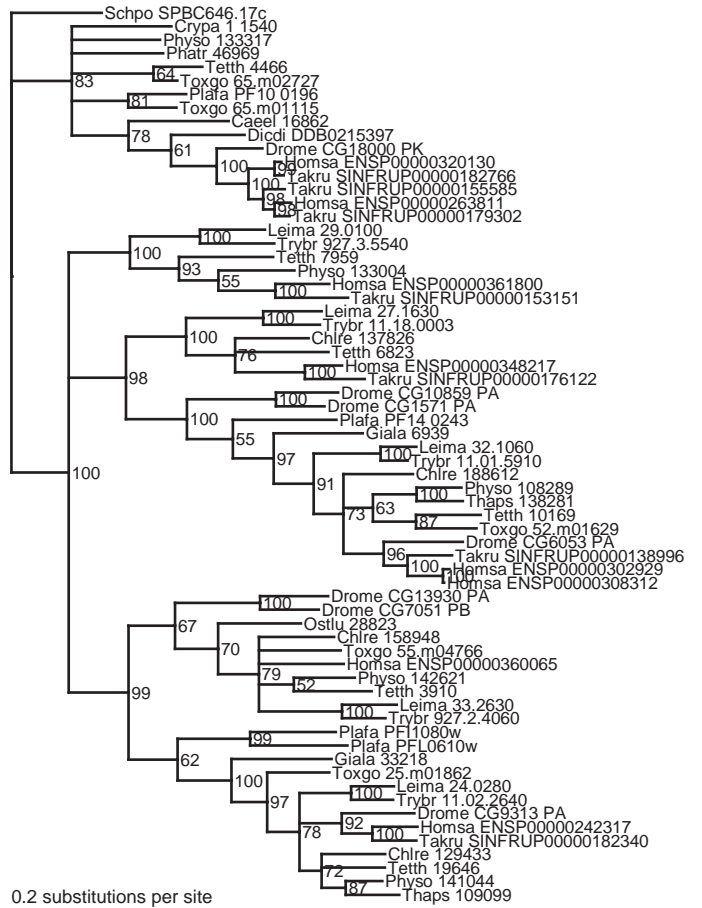 Schpo SPBC646.17c
Crypa 1 1540
Physo 133317
Phatr 46969
83
Tetth 4466
64
Toxgo 65.m02727
Plafa PF10 0196
81
Toxgo 65.m01115
Caeel 16862
78
Dicdi DDB0215397
61
Drome CG18000 PK
100
Homsa ENSP00000320130
99
Takru SINFRUP00000182766
100
Takru SINFRUP00000155585
98
Homsa ENSP00000263811
98
Takru SINFRUP00000179302
Leima 29.0100
100
Trybr 927.3.5540
100
Tetth 7959
93
Physo 133004
55
Homsa ENSP00000361800
100
Takru SINFRUP00000153151
Leima 27.1630
100
Trybr 11.18.0003
100
Chlre 137826
76
Tetth 6823
Homsa ENSP00000348217
100
Takru SINFRUP00000176122
98
Drome CG10859 PA
100
Drome CG1571 PA
100
Plafa PF14 0243
55
Giala 6939
97
Leima 32.1060
100
Trybr 11.01.5910
91
Chlre 188612
Physo 108289
100
Thaps 138281
73
63
Tetth 10169
87
Toxgo 52.m01629
Drome CG6053 PA
96
Takru SINFRUP00000138996
100
Homsa ENSP00000302929
100
Homsa ENSP00000308312
100
Drome CG13930 PA
100
Drome CG7051 PB
67
Ostlu 28823
70
Chlre 158948
Toxgo 55.m04766
Homsa ENSP00000360065
79
Physo 142621
52
Tetth 3910
Leima 33.2630
100
Trybr 927.2.4060
99
Plafa PFI1080w
99
Plafa PFL0610w
62
Giala 33218
100
Toxgo 25.m01862
97
Leima 24.0280
100
Trybr 11.02.2640
78
Drome CG9313 PA
92
Homsa ENSP00000242317
100
Takru SINFRUP00000182340
Chlre 129433
72
Tetth 19646
Physo 141044
87
Thaps 109099
0.2 substitutions per site